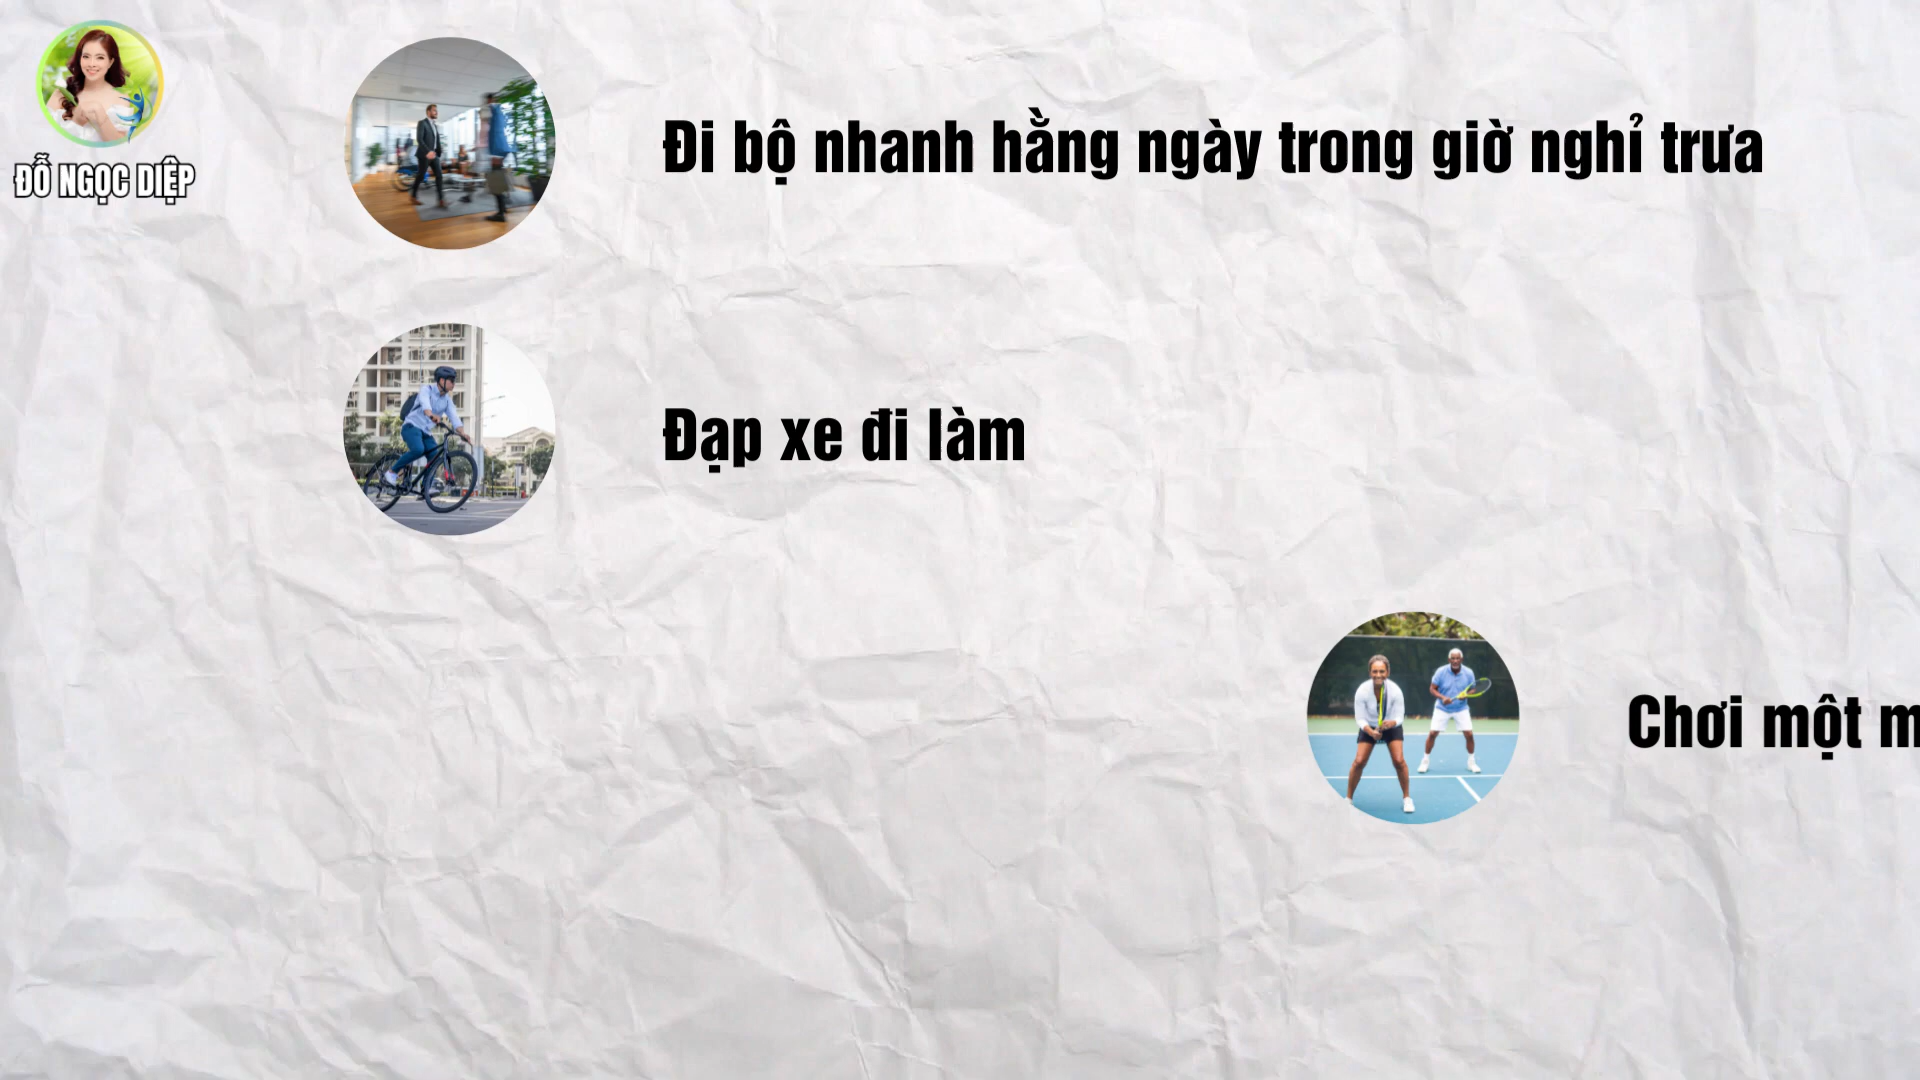 ĐỖ NGỌC DIỆP
Đi bộ nhanh hằng ngày trong giờ nghỉ trưa
Đạp xe đi làm
Chơi một